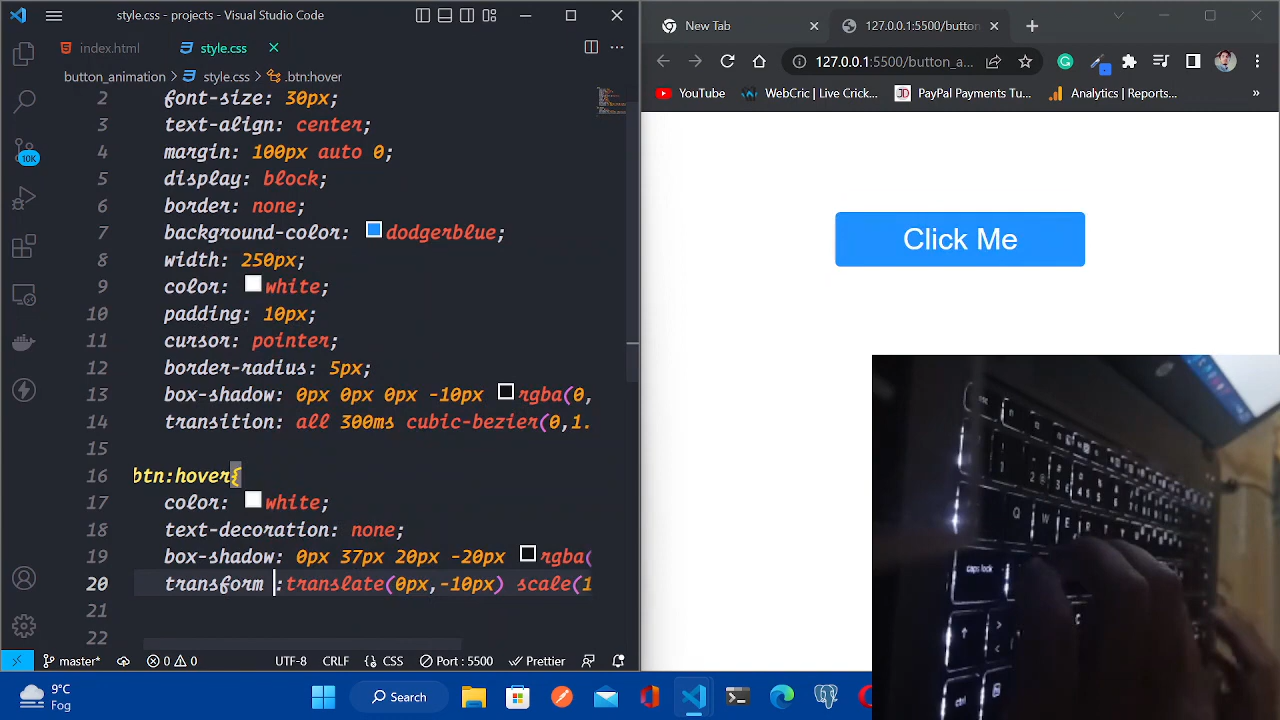 style.css - projects - Visual Studio Code
index.html
style.css
button_animation > style.css > .btn:hover
2 font-size: 30px;
3 text-align: center;
4 margin: 100px auto 0;
5 display: block;
6 border: none;
7 background-color: dodgerblue;
8 width: 250px;
9 color: white;
10 padding: 10px;
11 cursor: pointer;
12 border-radius: 5px;
13 box-shadow: 0px 0px 0px -10px rgba(0,
14 transition: all 300ms cubic-bezier(0,1.
15
16 btn:hover{
17 color: white;
18 text-decoration: none;
19 box-shadow: 0px 37px 20px -20px rgba(
20 transform :translate(0px,-10px) scale(1
21
22
10K
master* 0 0 UTF-8 CRLF {} CSS Port : 5500 Prettier
New Tab
127.0.0.1:5500/button
127.0.0.1:5500/button_a...
YouTube
WebCric | Live Crick...
JD PayPal Payments Tu...
Analytics | Reports...
»
Click Me
esc
Q W E R T Y
caps lock
ctrl
9°C
Fog
Search